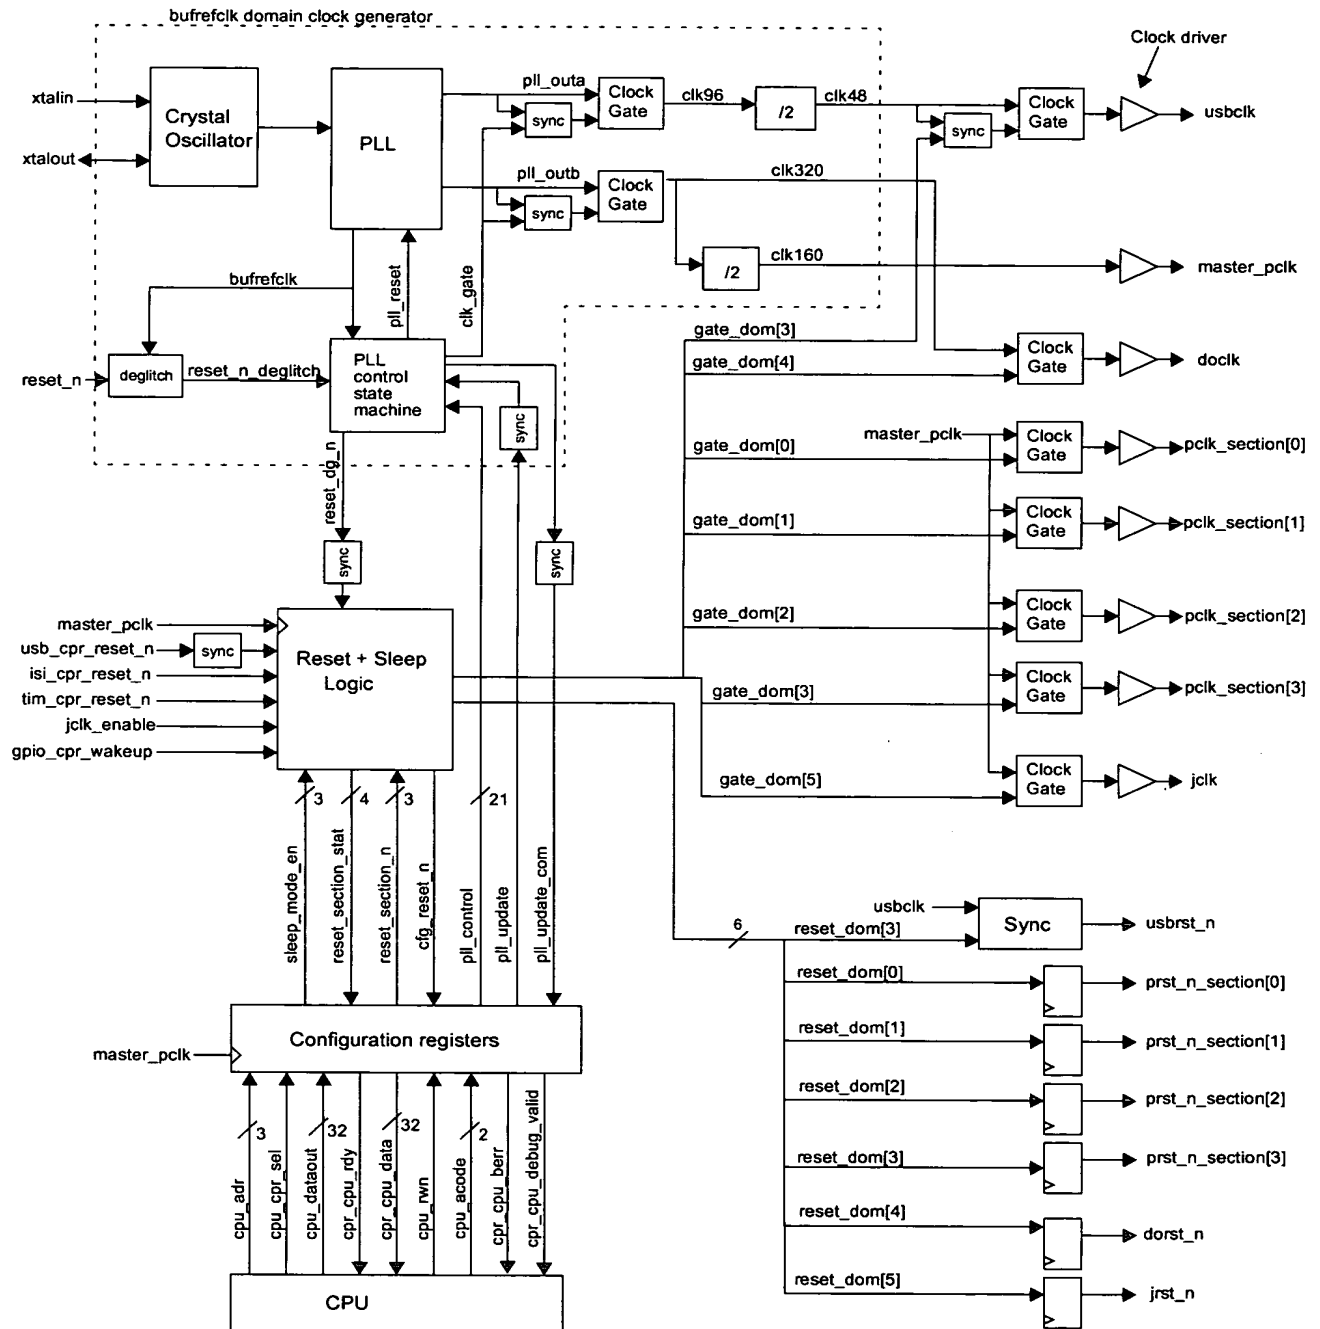 bufrefclk domain clock generator
Clock driver
xtalin
xtalout
Crystal
Oscillator
PLL
pll_outa
sync
Clock
Gate
clk96
/2
clk48
sync
Clock
Gate
usbclk
pll_outb
sync
Clock
Gate
clk320
/2
clk160
master_pclk
bufrefclk
pll_reset
clk_gate
reset_n
deglitch
reset_n_deglitch
PLL
control
state
machine
sync
gate_dom[3]
gate_dom[4]
Clock
Gate
doclk
master_pclk
gate_dom[0]
Clock
Gate
pclk_section[0]
reset_dg_n
gate_dom[1]
Clock
Gate
pclk_section[1]
sync
sync
gate_dom[2]
Clock
Gate
pclk_section[2]
master_pclk
usb_cpr_reset_n
sync
isi_cpr_reset_n
tim_cpr_reset_n
jclk_enable
gpio_cpr_wakeup
Reset + Sleep
Logic
gate_dom[3]
Clock
Gate
pclk_section[3]
gate_dom[5]
Clock
Gate
jclk
3
4
3
21
sleep_mode_en
reset_section_stat
reset_section_n
cfg_reset_n
pll_control
pll_update
pll_update_com
6
usbclk
reset_dom[3]
Sync
usbrst_n
reset_dom[0]
prst_n_section[0]
reset_dom[1]
prst_n_section[1]
reset_dom[2]
prst_n_section[2]
reset_dom[3]
prst_n_section[3]
reset_dom[4]
dorst_n
reset_dom[5]
jrst_n
master_pclk
Configuration registers
3
32
32
2
cpu_adr
cpu_cpr_sel
cpu_dataout
cpr_cpu_rdy
cpr_cpu_data
cpu_rwn
cpu_acode
cpr_cpu_berr
cpr_cpu_debug_valid
CPU